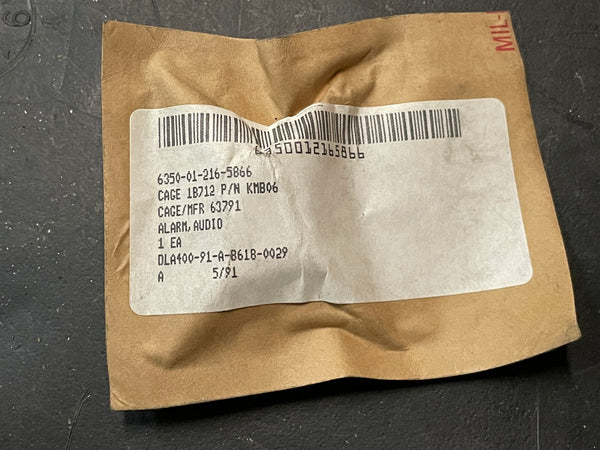 MIL-
6350012165866
6350-01-216-5866
CAGE 1B712 P/N KMB06
CAGE/MFR 63791
ALARM,AUDIO
1 EA
DLA400-91-A-B618-0029
A 5/91